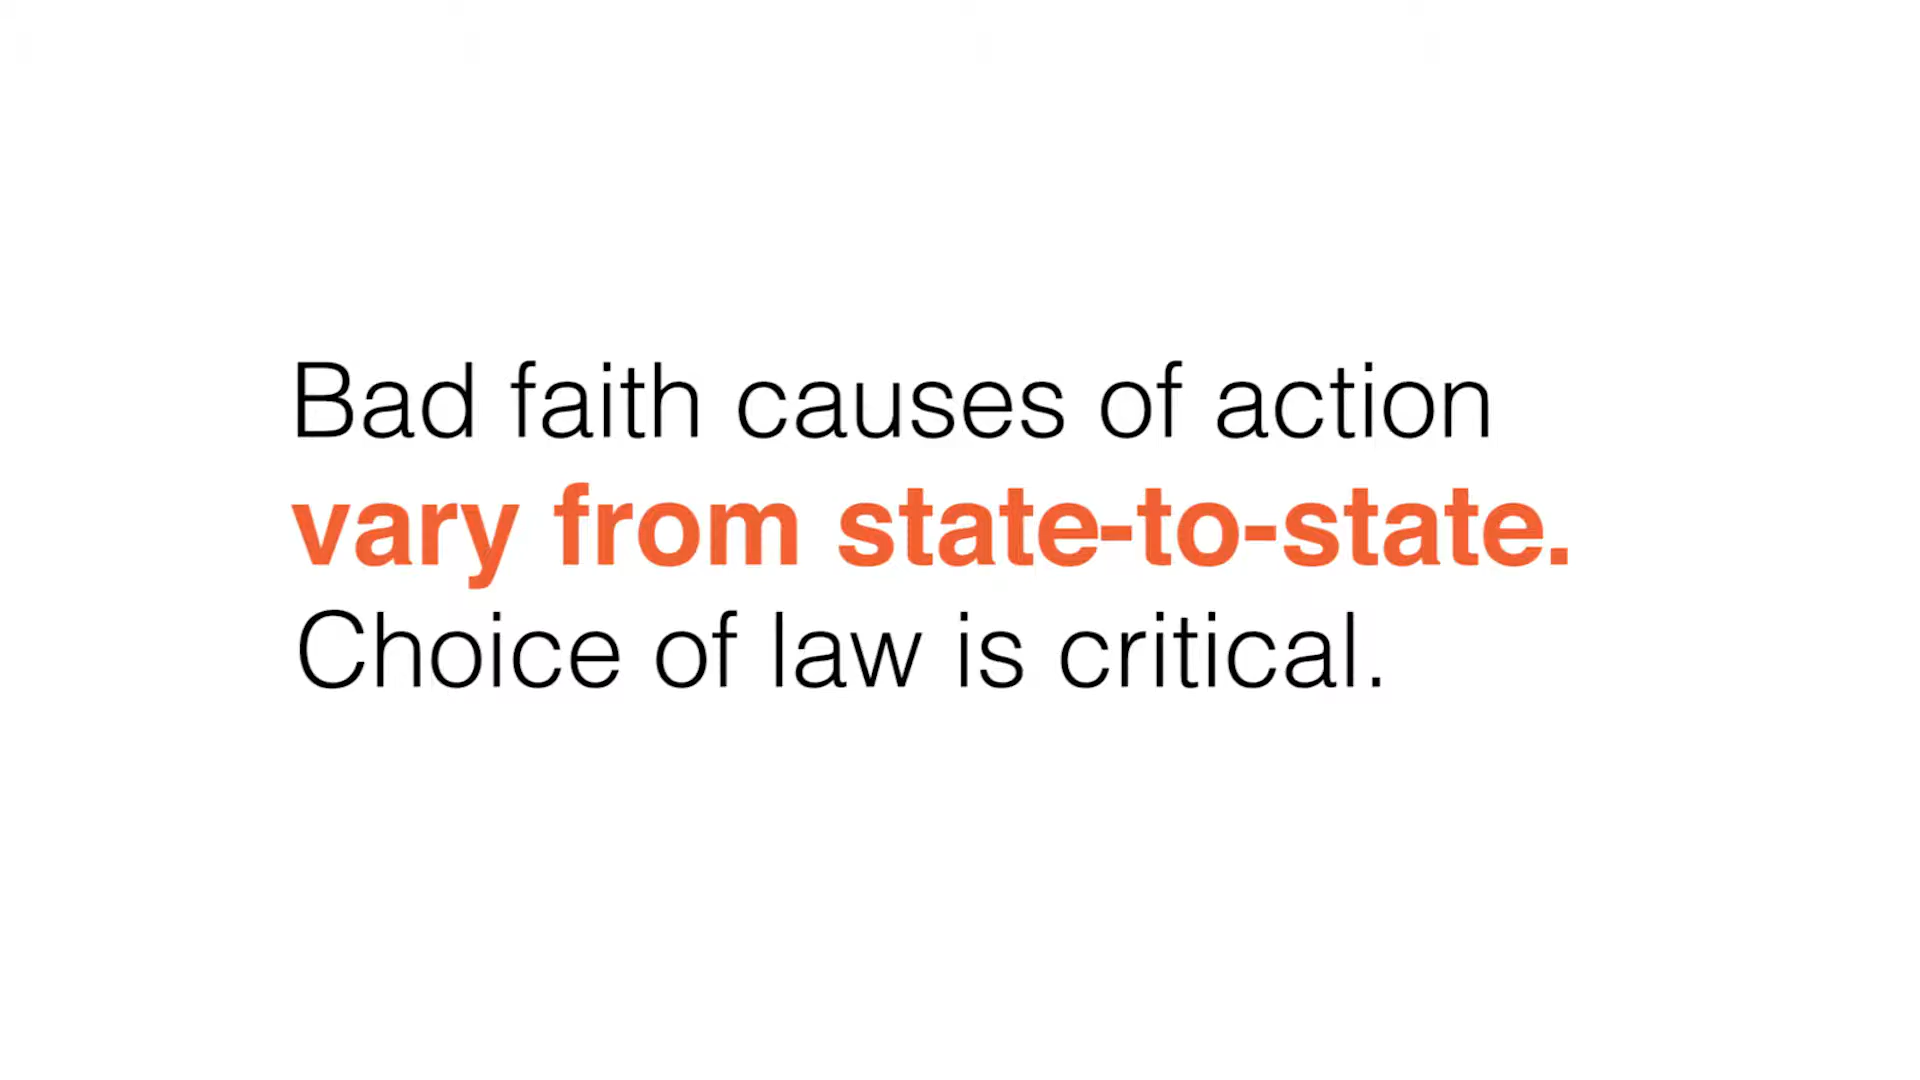 Bad faith causes of action
vary from state-to-state.
Choice of law is critical.